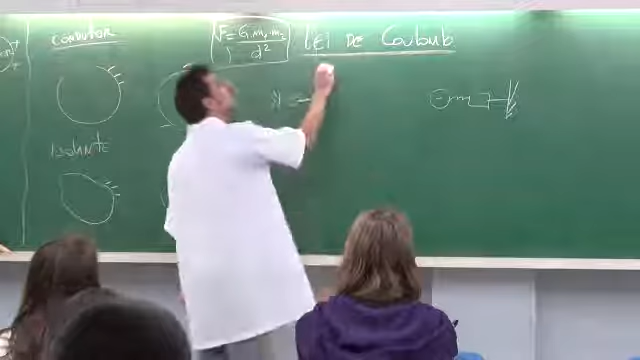 CONDUTOR
F = G.m₁.m₂
d²
LEI DE Coulomb
ISOLANTE